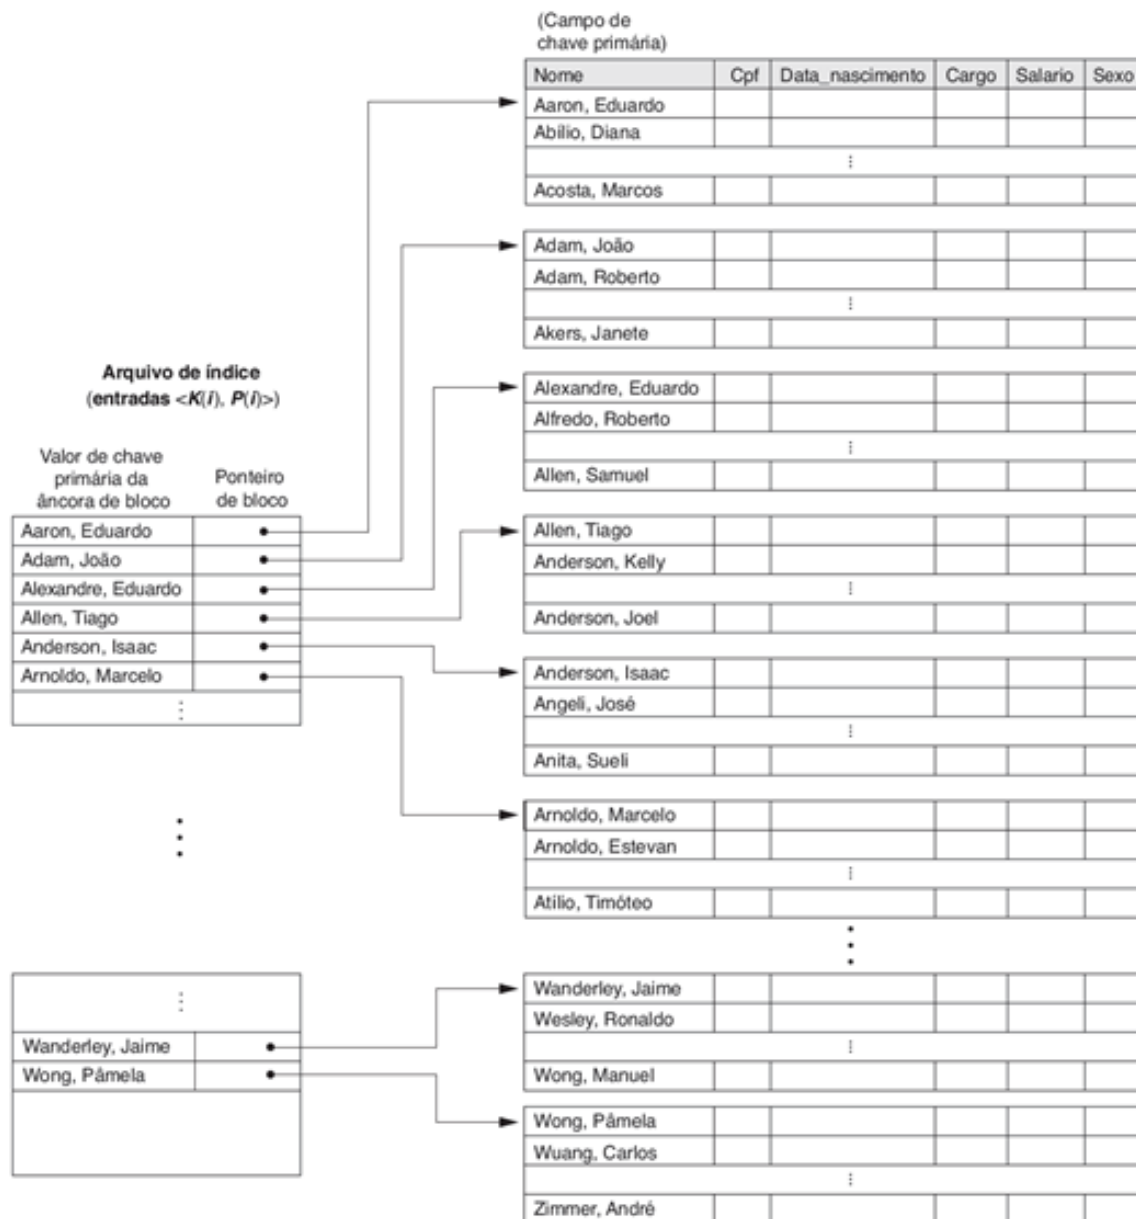 (Campo de
chave primária)
Nome Cpf Data_nascimento Cargo Salario Sexo
Aaron, Eduardo
Abílio, Diana
⋮
Acosta, Marcos
Adam, João
Adam, Roberto
⋮
Akers, Janete
Alexandre, Eduardo
Alfredo, Roberto
⋮
Allen, Samuel
Allen, Tiago
Anderson, Kelly
⋮
Anderson, Joel
Anderson, Isaac
Angeli, José
⋮
Anita, Sueli
Arnoldo, Marcelo
Arnoldo, Estevan
⋮
Atílio, Timóteo
⋮
Wanderley, Jaime
Wesley, Ronaldo
⋮
Wong, Manuel
Wong, Pâmela
Wuang, Carlos
⋮
Zimmer, André
Arquivo de índice
(entradas <K(i), P(i)>)
Valor de chave
primária da
âncora de bloco
Ponteiro
de bloco
Aaron, Eduardo
Adam, João
Alexandre, Eduardo
Allen, Tiago
Anderson, Isaac
Arnoldo, Marcelo
⋮
⋮
⋮
Wanderley, Jaime
Wong, Pâmela